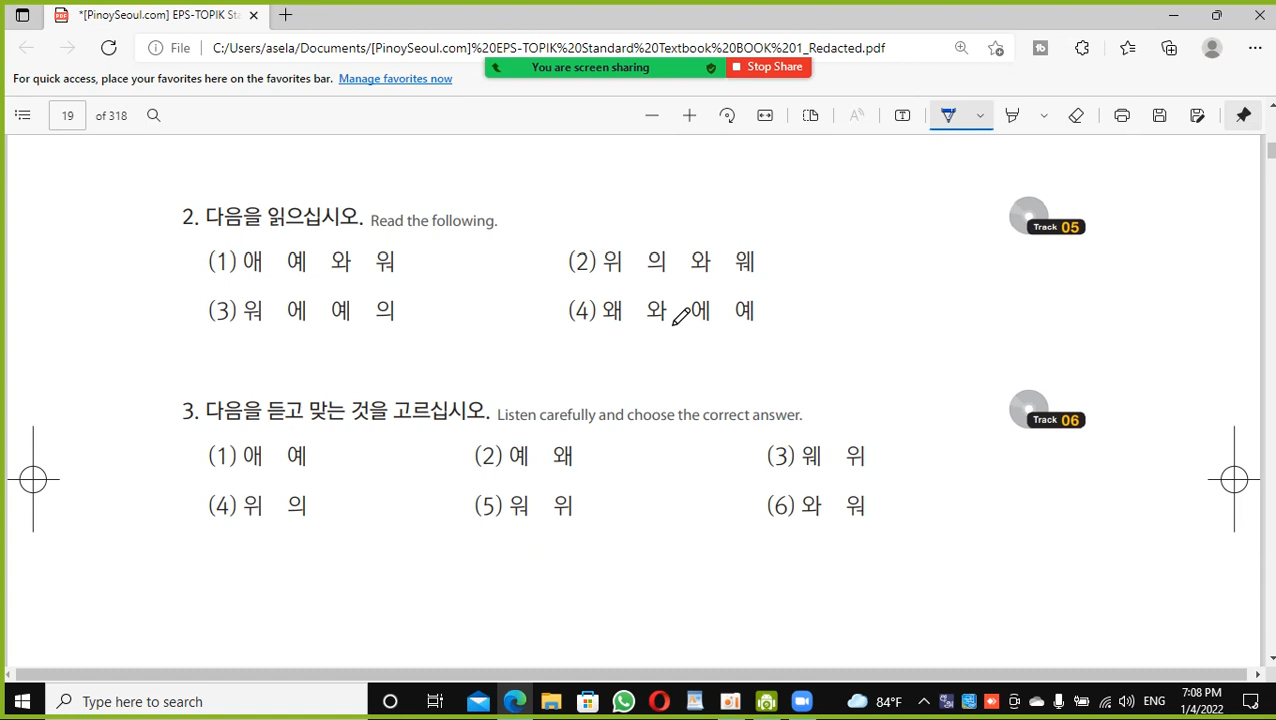 *[PinoySeoul.com] EPS-TOPIK Sta
File C:/Users/asela/Documents/[PinoySeoul.com]%20EPS-TOPIK%20Standard%20Textbook%20BOOK%201_Redacted.pdf
For quick access, place your favorites here on the favorites bar. Manage favorites now
You are screen sharing Stop Share
19 of 318
2. 다음을 읽으십시오. Read the following.
Track 05
(1) 애 예 와 워 (2) 위 의 와 웨
(3) 워 에 예 의 (4) 왜 와 에 예
3. 다음을 듣고 맞는 것을 고르십시오. Listen carefully and choose the correct answer.
Track 06
(1) 애 예 (2) 예 왜 (3) 웨 위
(4) 위 의 (5) 워 위 (6) 와 워
Type here to search
84°F ENG 7:08 PM
1/4/2022